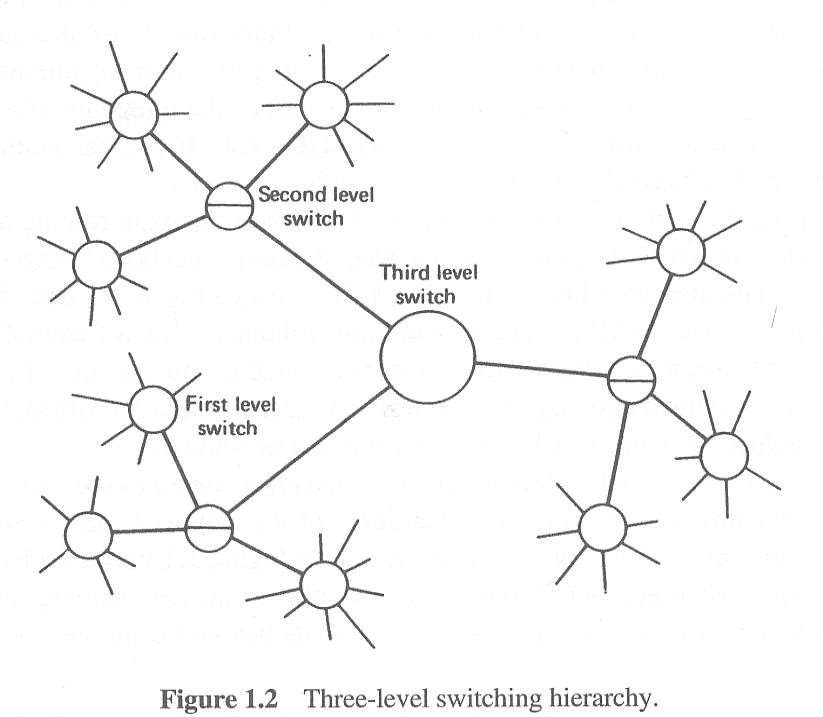 Second level
switch
Third level
switch
First level
switch
Figure 1.2 Three-level switching hierarchy.